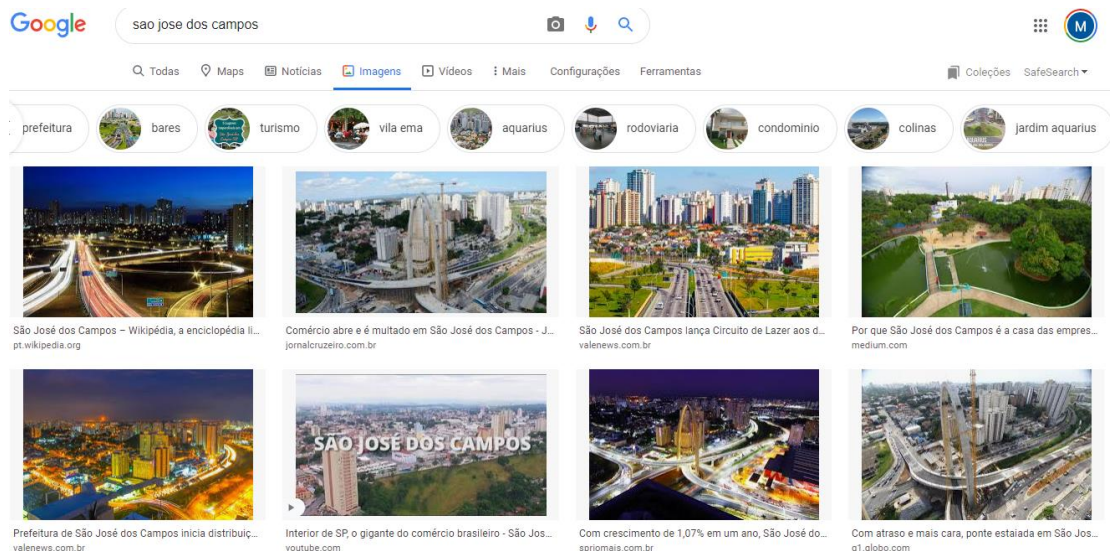 Google
sao jose dos campos
M
Todas Maps Notícias Imagens Vídeos Mais Configurações Ferramentas Coleções SafeSearch
prefeitura bares turismo vila ema aquarius rodoviaria condominio colinas jardim aquarius
São José dos Campos – Wikipédia, a enciclopédia li...
pt.wikipedia.org
Comércio abre e é multado em São José dos Campos - J...
jornalcruzeiro.com.br
São José dos Campos lança Circuito de Lazer aos d...
valenews.com.br
Por que São José dos Campos é a casa das empres...
medium.com
SÃO JOSÉ DOS CAMPOS
Prefeitura de São José dos Campos inicia distribuiç...
valenews.com.br
Interior de SP, o gigante do comércio brasileiro - São Jos...
youtube.com
Com crescimento de 1,07% em um ano, São José do...
spriomais.com.br
Com atraso e mais cara, ponte estaiada em São Jos...
g1.globo.com